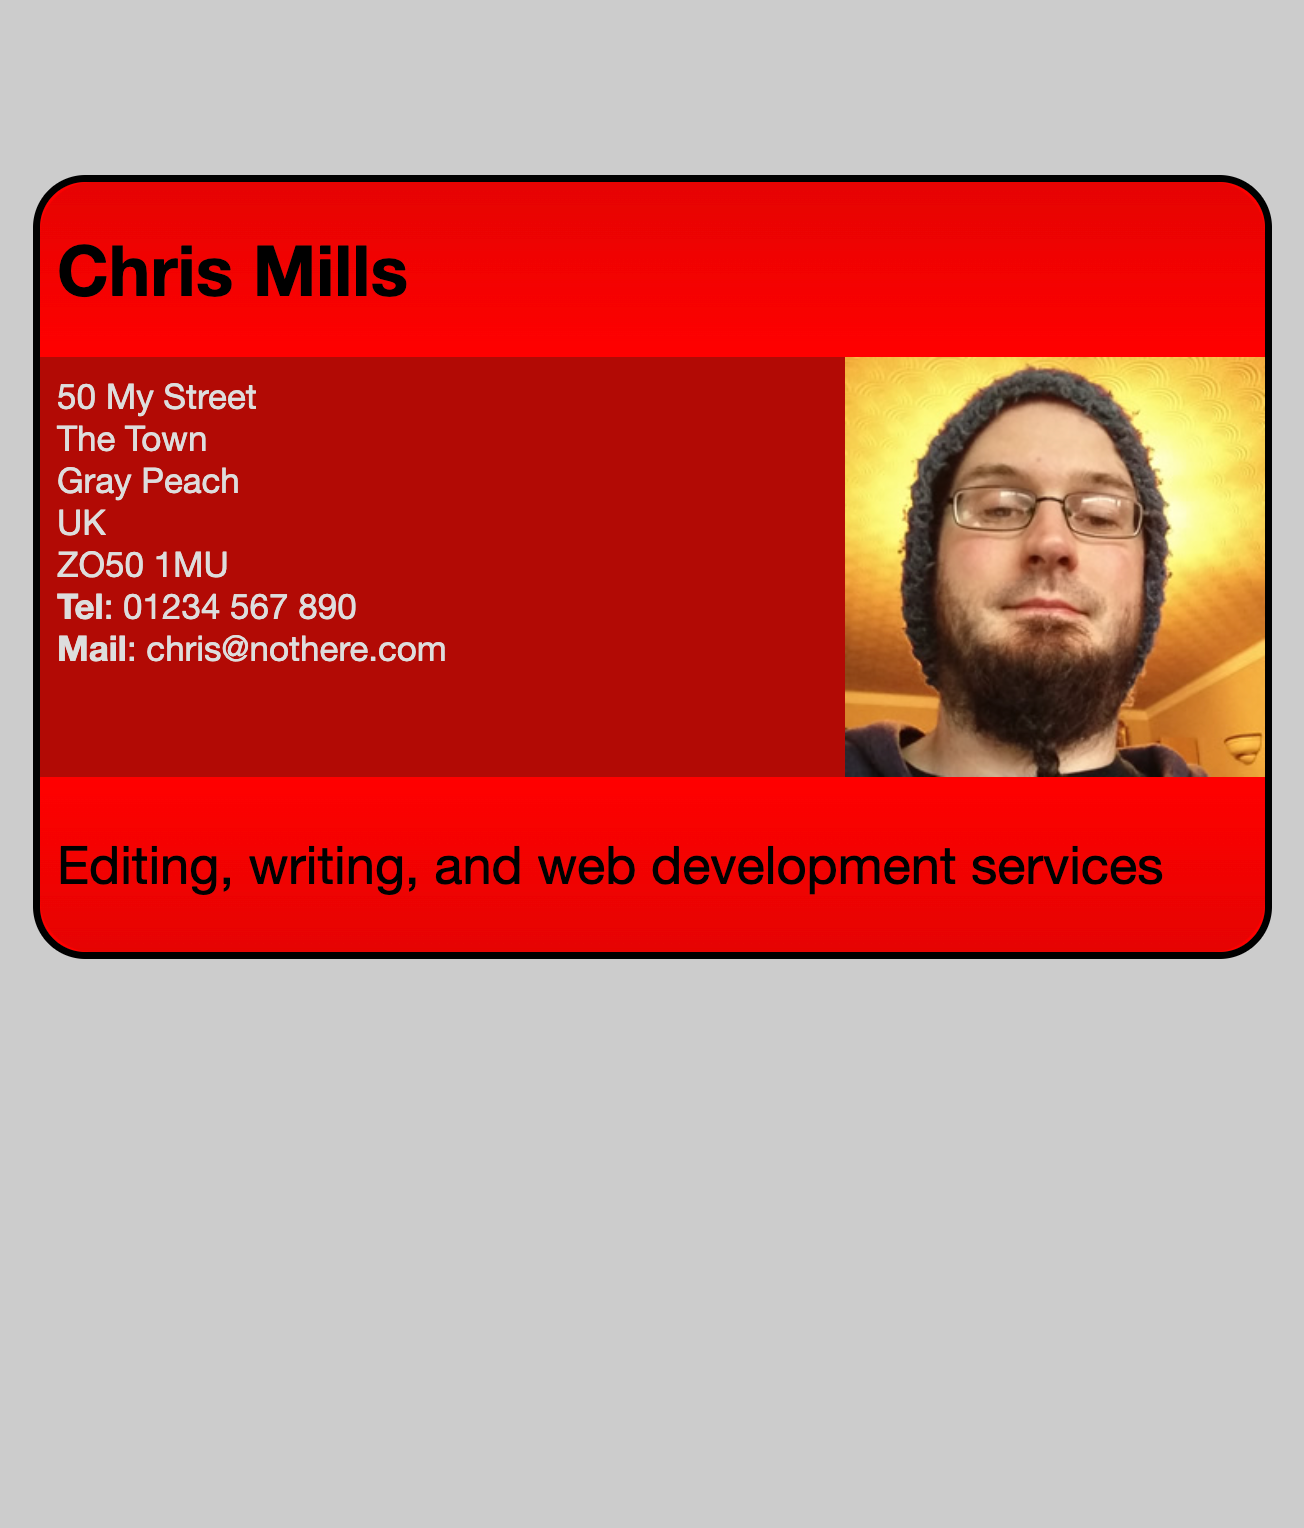 Chris Mills
50 My Street
The Town
Gray Peach
UK
ZO50 1MU
Tel: 01234 567 890
Mail: chris@nothere.com
Editing, writing, and web development services